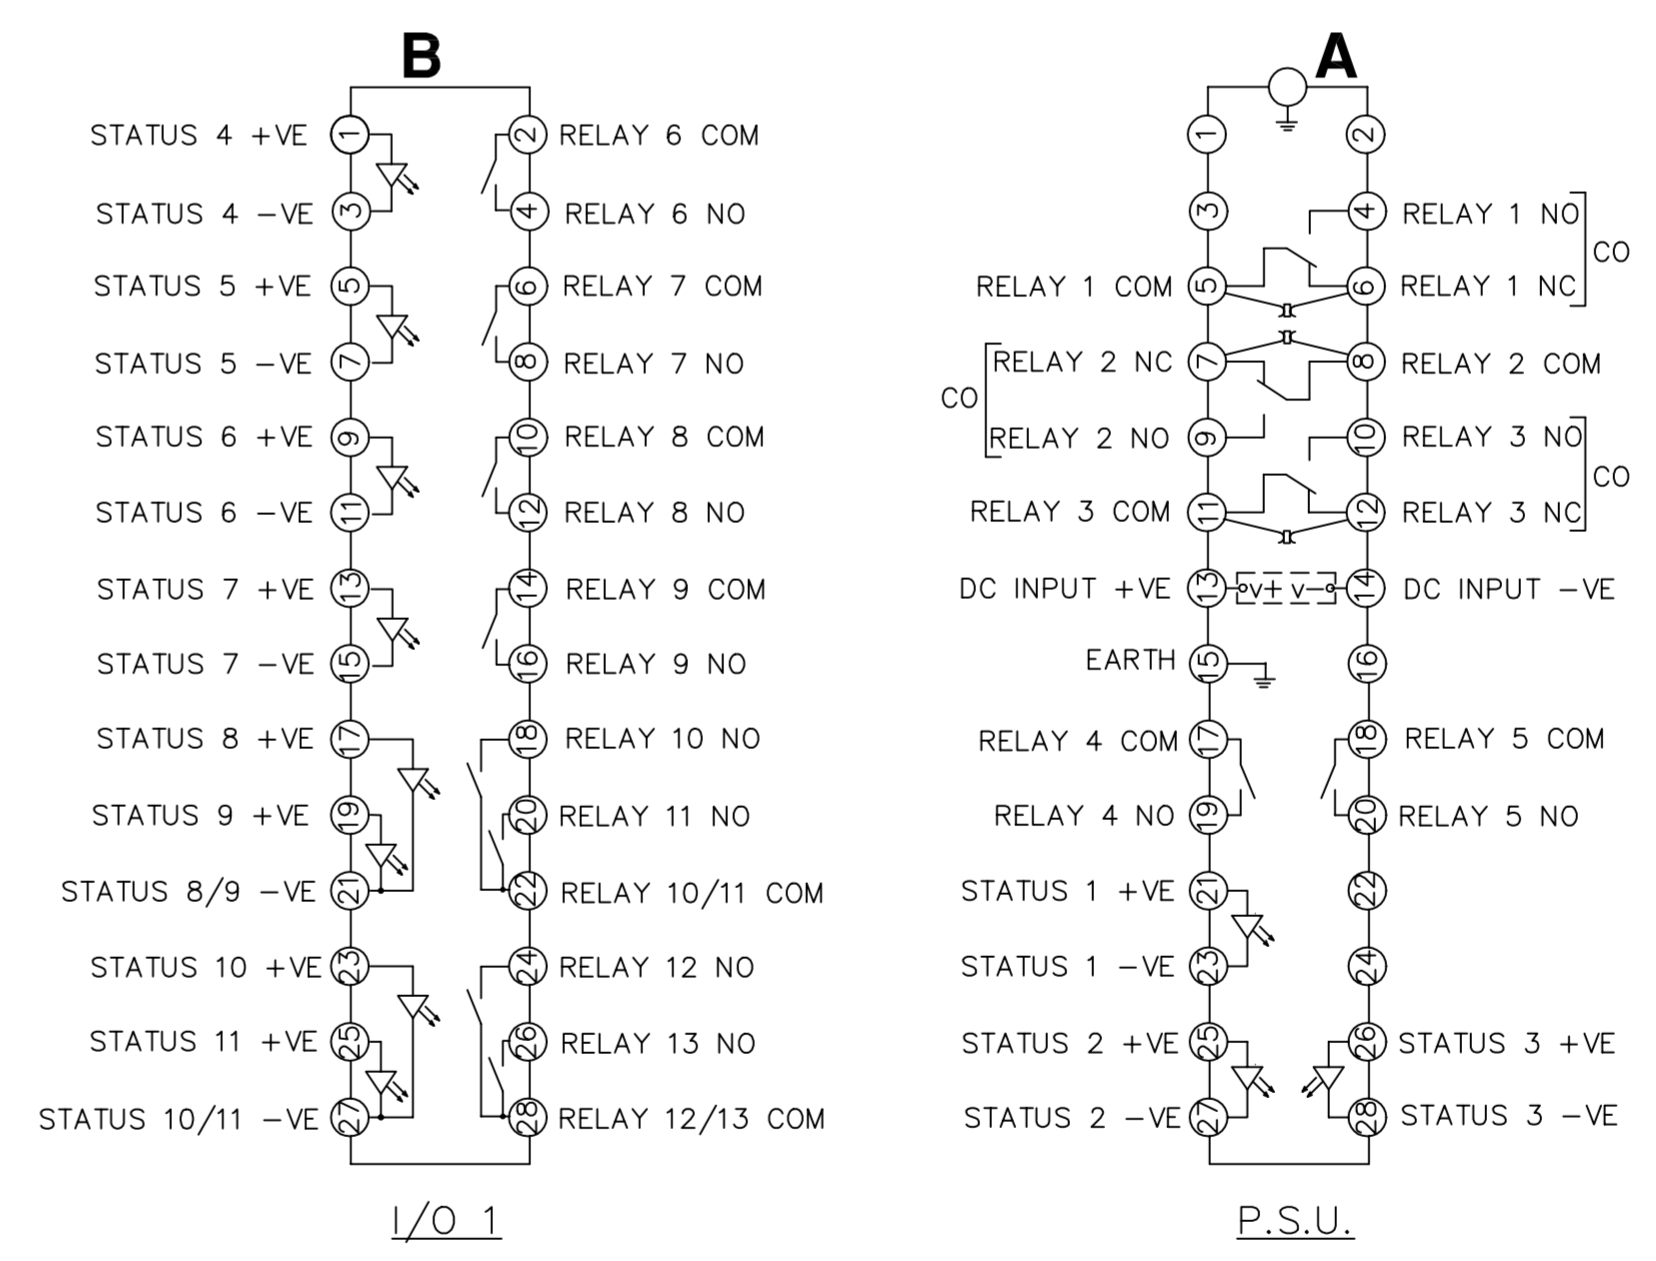 B
STATUS 4 +VE 1 2 RELAY 6 COM
STATUS 4 −VE 3 4 RELAY 6 NO
STATUS 5 +VE 5 6 RELAY 7 COM
STATUS 5 −VE 7 8 RELAY 7 NO
STATUS 6 +VE 9 10 RELAY 8 COM
STATUS 6 −VE 11 12 RELAY 8 NO
STATUS 7 +VE 13 14 RELAY 9 COM
STATUS 7 −VE 15 16 RELAY 9 NO
STATUS 8 +VE 17 18 RELAY 10 NO
STATUS 9 +VE 19 20 RELAY 11 NO
STATUS 8/9 −VE 21 22 RELAY 10/11 COM
STATUS 10 +VE 23 24 RELAY 12 NO
STATUS 11 +VE 25 26 RELAY 13 NO
STATUS 10/11 −VE 27 28 RELAY 12/13 COM
I/O 1
A
1 2
3 4 RELAY 1 NO
CO
RELAY 1 COM 5 6 RELAY 1 NC
RELAY 2 NC 7 8 RELAY 2 COM
CO
RELAY 2 NO 9 10 RELAY 3 NO
CO
RELAY 3 COM 11 12 RELAY 3 NC
DC INPUT +VE 13 V+ V− 14 DC INPUT −VE
EARTH 15 16
RELAY 4 COM 17 18 RELAY 5 COM
RELAY 4 NO 19 20 RELAY 5 NO
STATUS 1 +VE 21 22
STATUS 1 −VE 23 24
STATUS 2 +VE 25 26 STATUS 3 +VE
STATUS 2 −VE 27 28 STATUS 3 −VE
P.S.U.